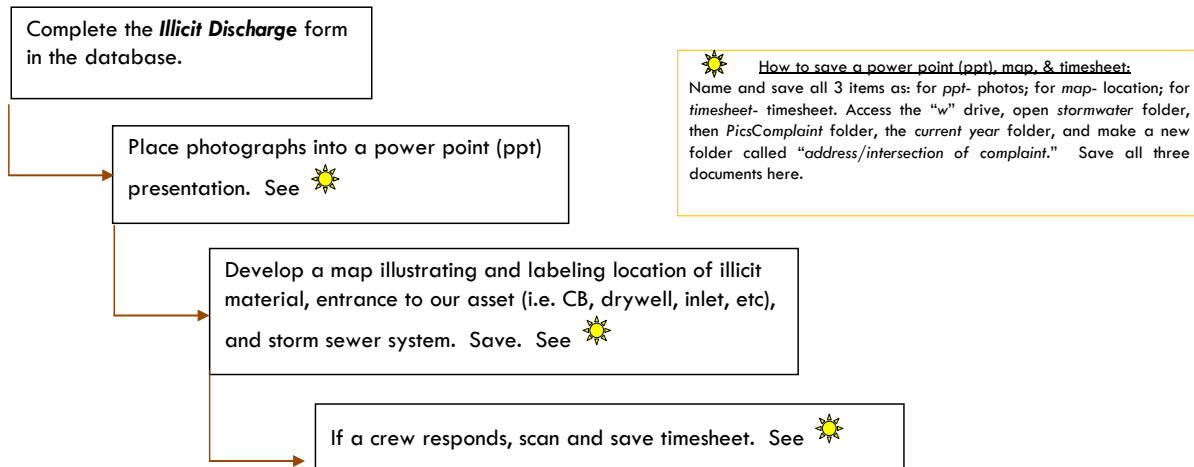 Complete the Illicit Discharge form
in the database.
How to save a power point (ppt), map, & timesheet:
Name and save all 3 items as: for ppt- photos; for map- location; for
timesheet- timesheet. Access the “w” drive, open stormwater folder,
then PicsComplaint folder, the current year folder, and make a new
folder called “address/intersection of complaint.” Save all three
documents here.
Place photographs into a power point (ppt)
presentation. See
Develop a map illustrating and labeling location of illicit
material, entrance to our asset (i.e. CB, drywell, inlet, etc),
and storm sewer system. Save. See
If a crew responds, scan and save timesheet. See